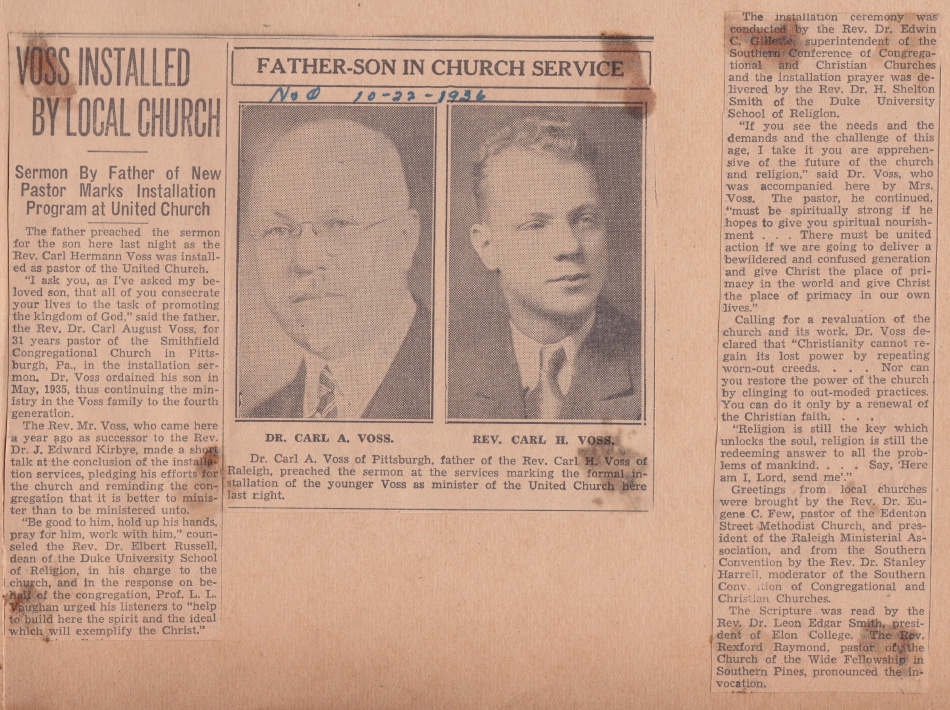 VOSS INSTALLED
BY LOCAL CHURCH
Sermon By Father of New
Pastor Marks Installation
Program at United Church
The father preached the sermon
for the son here last night as the
Rev. Carl Hermann Voss was install-
ed as pastor of the United Church.
"I ask you, as I've asked my be-
loved son, that all of you consecrate
your lives to the task of promoting
the kingdom of God," said the father,
the Rev. Dr. Carl August Voss, for
31 years pastor of the Smithfield
Congregational Church in Pitts-
burgh, Pa., in the installation ser-
mon. Dr. Voss ordained his son in
May, 1935, thus continuing the min-
istry in the Voss family to the fourth
generation.
The Rev. Mr. Voss, who came here
a year ago as successor to the Rev.
Dr. J. Edward Kirbye, made a short
talk at the conclusion of the installa-
tion services, pledging his efforts for
the church and reminding the con-
gregation that it is better to minis-
ter than to be ministered unto.
"Be good to him, hold up his hands,
pray for him, work with him," coun-
seled the Rev. Dr. Elbert Russell,
dean of the Duke University School
of Religion, in his charge to the
church, and in the response on be-
half of the congregation, Prof. L. L.
Vaughan urged his listeners to "help
to build here the spirit and the ideal
which will exemplify the Christ."
FATHER-SON IN CHURCH SERVICE
N&O 10-22-1936
DR. CARL A. VOSS.
REV. CARL H. VOSS.
Dr. Carl A. Voss of Pittsburgh, father of the Rev. Carl H. Voss of
Raleigh, preached the sermon at the services marking the formal in-
stallation of the younger Voss as minister of the United Church here
last night.
The installation ceremony was
conducted by the Rev. Dr. Edwin
C. Gillette, superintendent of the
Southern Conference of Congrega-
tional and Christian Churches
and the installation prayer was de-
livered by the Rev. Dr. H. Shelton
Smith of the Duke University
School of Religion.
"If you see the needs and the
demands and the challenge of this
age, I take it you are apprehen-
sive of the future of the church
and religion," said Dr. Voss, who
was accompanied here by Mrs.
Voss. The pastor, he continued,
"must be spiritually strong if he
hopes to give you spiritual nourish-
ment . . . There must be united
action if we are going to deliver a
bewildered and confused generation
and give Christ the place of pri-
macy in the world and give Christ
the place of primacy in our own
lives."
Calling for a revaluation of the
church and its work, Dr. Voss de-
clared that "Christianity cannot re-
gain its lost power by repeating
worn-out creeds. . . . Nor can
you restore the power of the church
by clinging to out-moded practices.
You can do it only by a renewal of
the Christian faith. . . .
"Religion is still the key which
unlocks the soul, religion is still the
redeeming answer to all the prob-
lems of mankind. . . . Say, 'Here
am I, Lord, send me'."
Greetings from local churches
were brought by the Rev. Dr. Eu-
gene C. Few, pastor of the Edenton
Street Methodist Church, and pres-
ident of the Raleigh Ministerial As-
sociation, and from the Southern
Convention by the Rev. Dr. Stanley
Harrell, moderator of the Southern
Convention of Congregational and
Christian Churches.
The Scripture was read by the
Rev. Dr. Leon Edgar Smith, presi-
dent of Elon College. The Rev.
Rexford Raymond, pastor of the
Church of the Wide Fellowship in
Southern Pines, pronounced the in-
vocation.